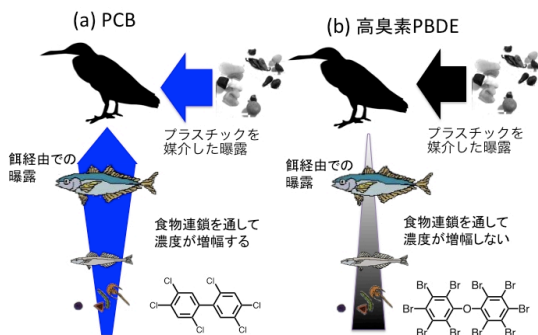 (a) PCB
プラスチックを
媒介した曝露
餌経由での
曝露
食物連鎖を通して
濃度が増幅する
Cl
Cl
Cl
Cl
Cl
Cl
(b) 高臭素PBDE
プラスチックを
媒介した曝露
餌経由での
曝露
食物連鎖を通して
濃度が増幅しない
Br Br
Br Br
Br O Br
Br Br
Br Br